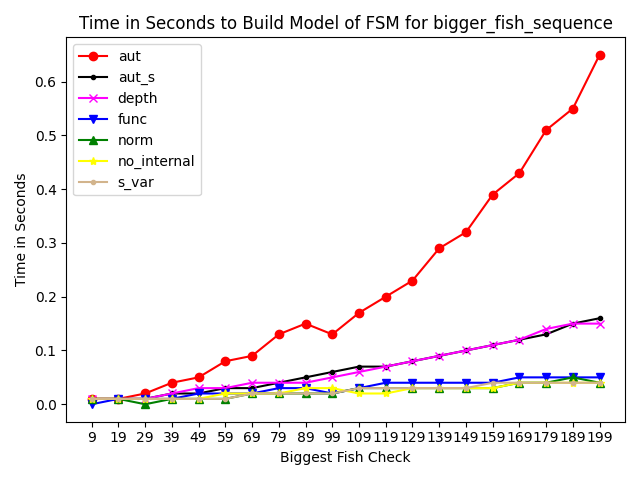 Time in Seconds to Build Model of FSM for bigger_fish_sequence
aut
aut_s
depth
func
norm
no_internal
s_var
Time in Seconds
0.6
0.5
0.4
0.3
0.2
0.1
0.0
9 19 29 39 49 59 69 79 89 99 109 119 129 139 149 159 169 179 189 199
Biggest Fish Check